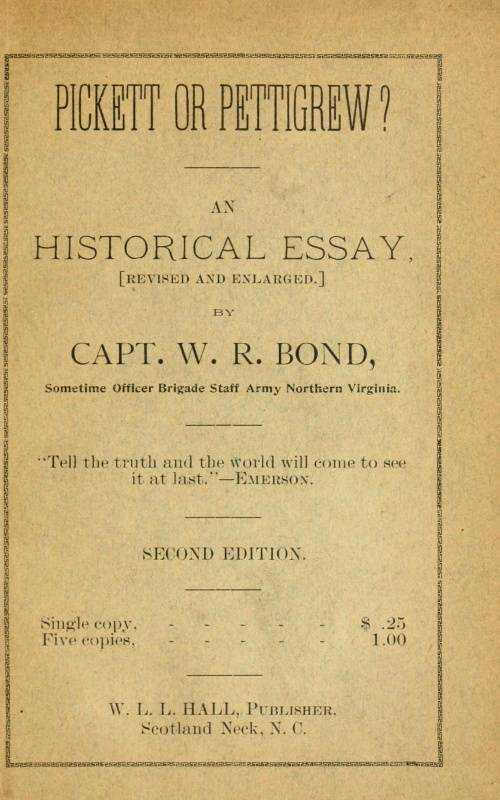 PICKETT OR PETTIGREW?
AN
HISTORICAL ESSAY,
[REVISED AND ENLARGED.]
BY
CAPT. W. R. BOND,
Sometime Officer Brigade Staff Army Northern Virginia.
"Tell the truth and the world will come to see
it at last."—EMERSON.
SECOND EDITION.
Single copy, - - - - - $ .25
Five copies, - - - - - 1.00
W. L. L. HALL, PUBLISHER,
Scotland Neck, N. C.